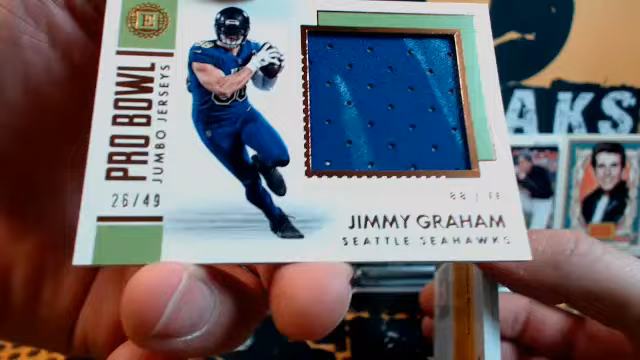 E
PRO BOWL
JUMBO JERSEYS
26/49
JIMMY GRAHAM
SEATTLE SEAHAWKS
AKS